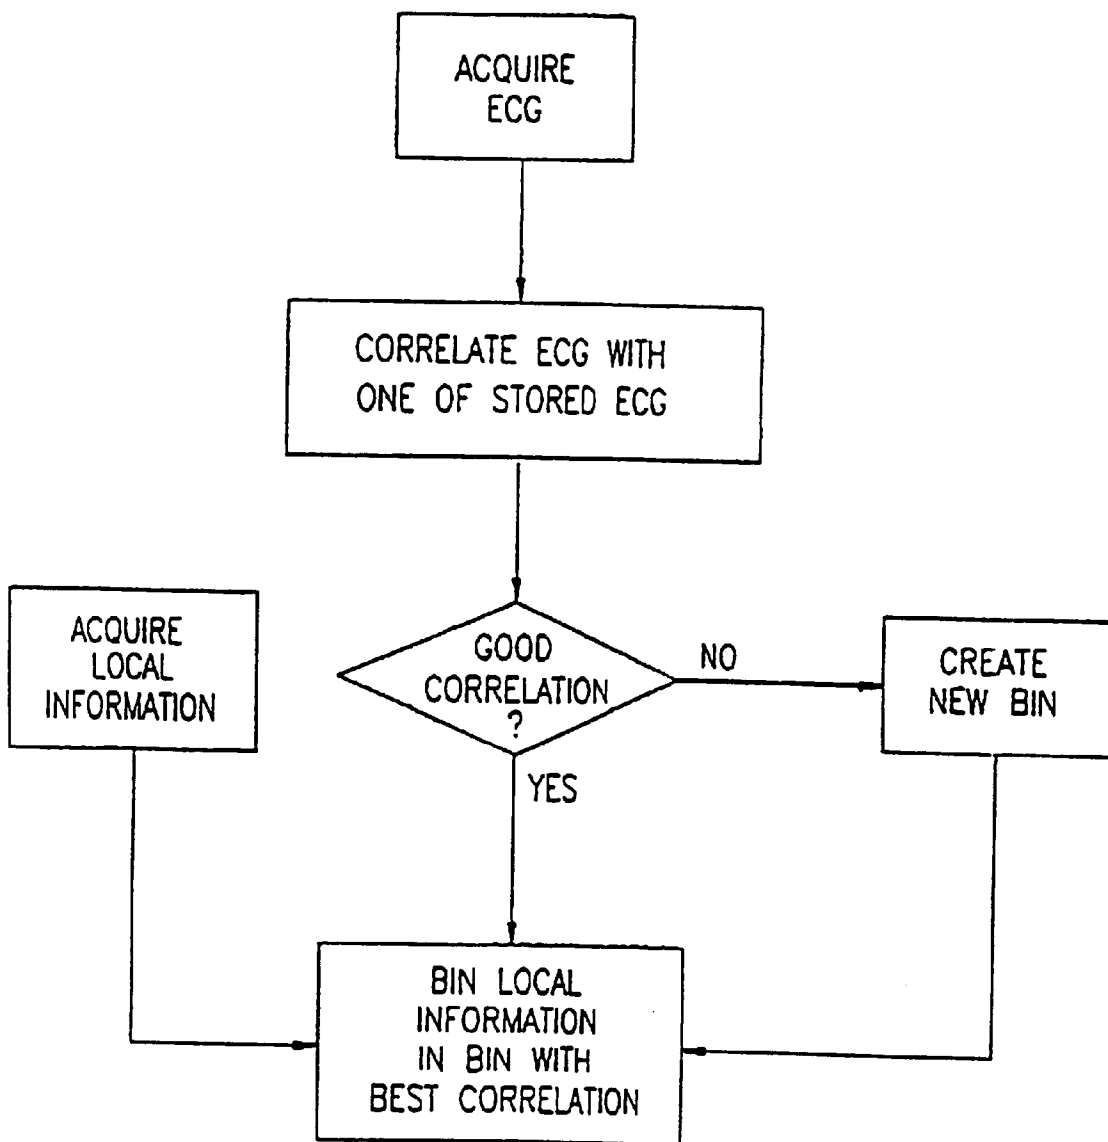 ACQUIRE
ECG
CORRELATE ECG WITH
ONE OF STORED ECG
ACQUIRE
LOCAL
INFORMATION
GOOD
CORRELATION
?
NO
CREATE
NEW BIN
YES
BIN LOCAL
INFORMATION
IN BIN WITH
BEST CORRELATION